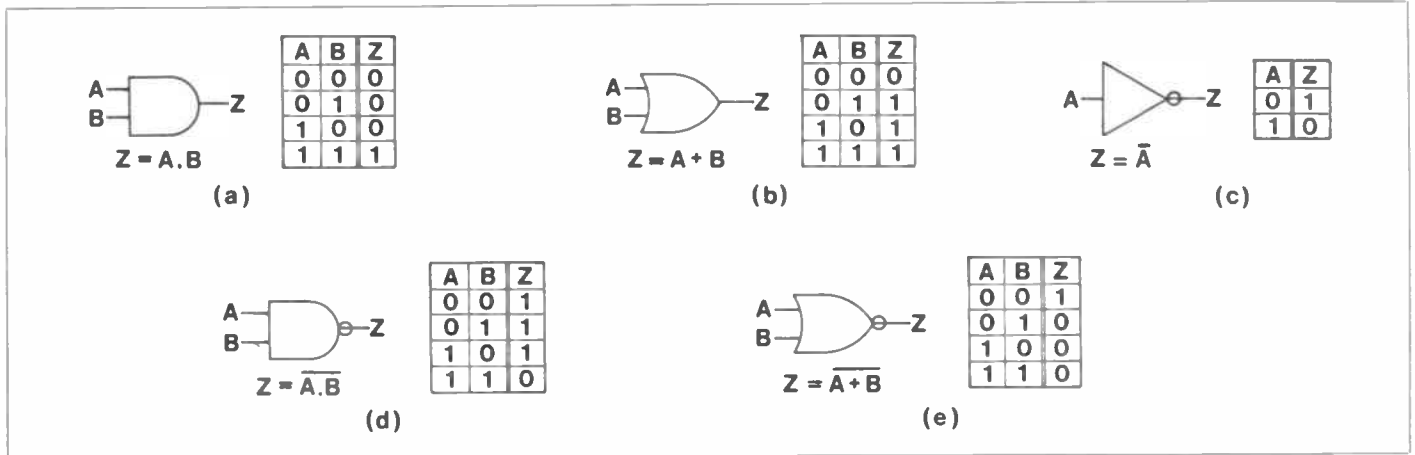 A
B
Z
Z = A.B
A B Z
0 0 0
0 1 0
1 0 0
1 1 1
(a)
A
B
Z
Z = A + B
A B Z
0 0 0
0 1 1
1 0 1
1 1 1
(b)
A
Z
Z = Ā
A Z
0 1
1 0
(c)
A
B
Z
Z = A̅.̅B̅
A B Z
0 0 1
0 1 1
1 0 1
1 1 0
(d)
A
B
Z
Z = A̅ ̅+̅ ̅B̅
A B Z
0 0 1
0 1 0
1 0 0
1 1 0
(e)